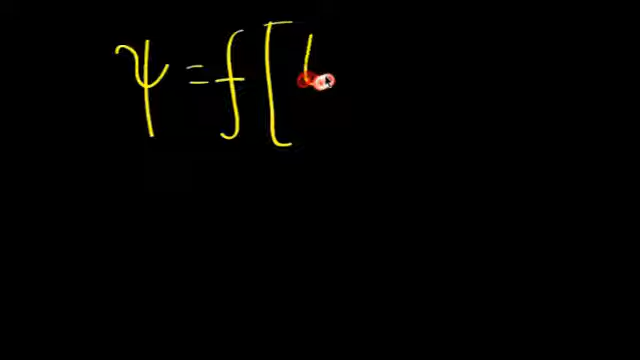 ψ = f [